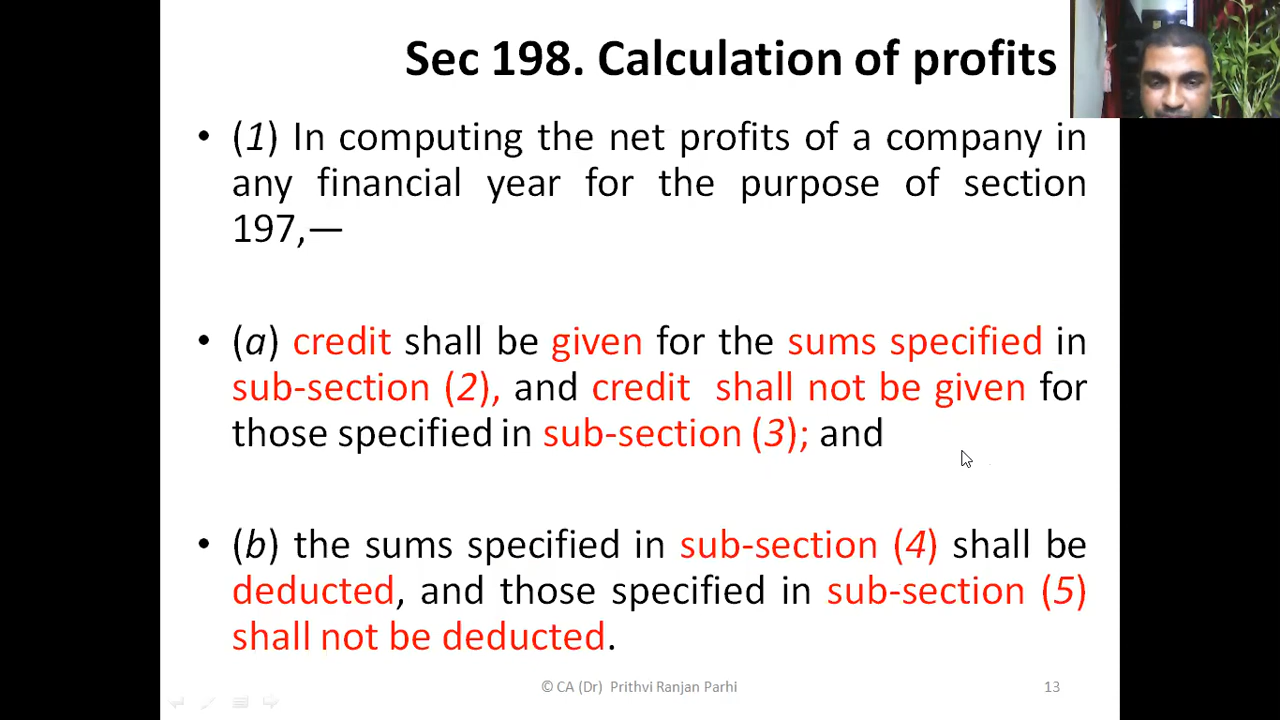 Sec 198. Calculation of profits
• (1) In computing the net profits of a company in
any financial year for the purpose of section
197,—
• (a) credit shall be given for the sums specified in
sub-section (2), and credit shall not be given for
those specified in sub-section (3); and
• (b) the sums specified in sub-section (4) shall be
deducted, and those specified in sub-section (5)
shall not be deducted.
© CA (Dr) Prithvi Ranjan Parhi
13